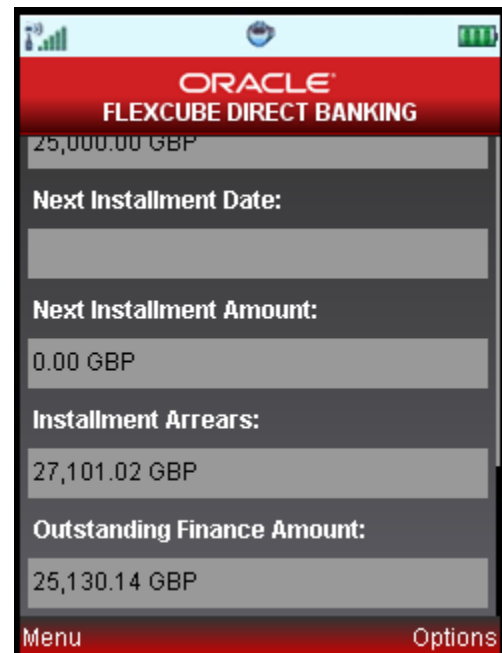 ORACLE
FLEXCUBE DIRECT BANKING
25,000.00 GBP
Next Installment Date:
Next Installment Amount:
0.00 GBP
Installment Arrears:
27,101.02 GBP
Outstanding Finance Amount:
25,130.14 GBP
Menu Options